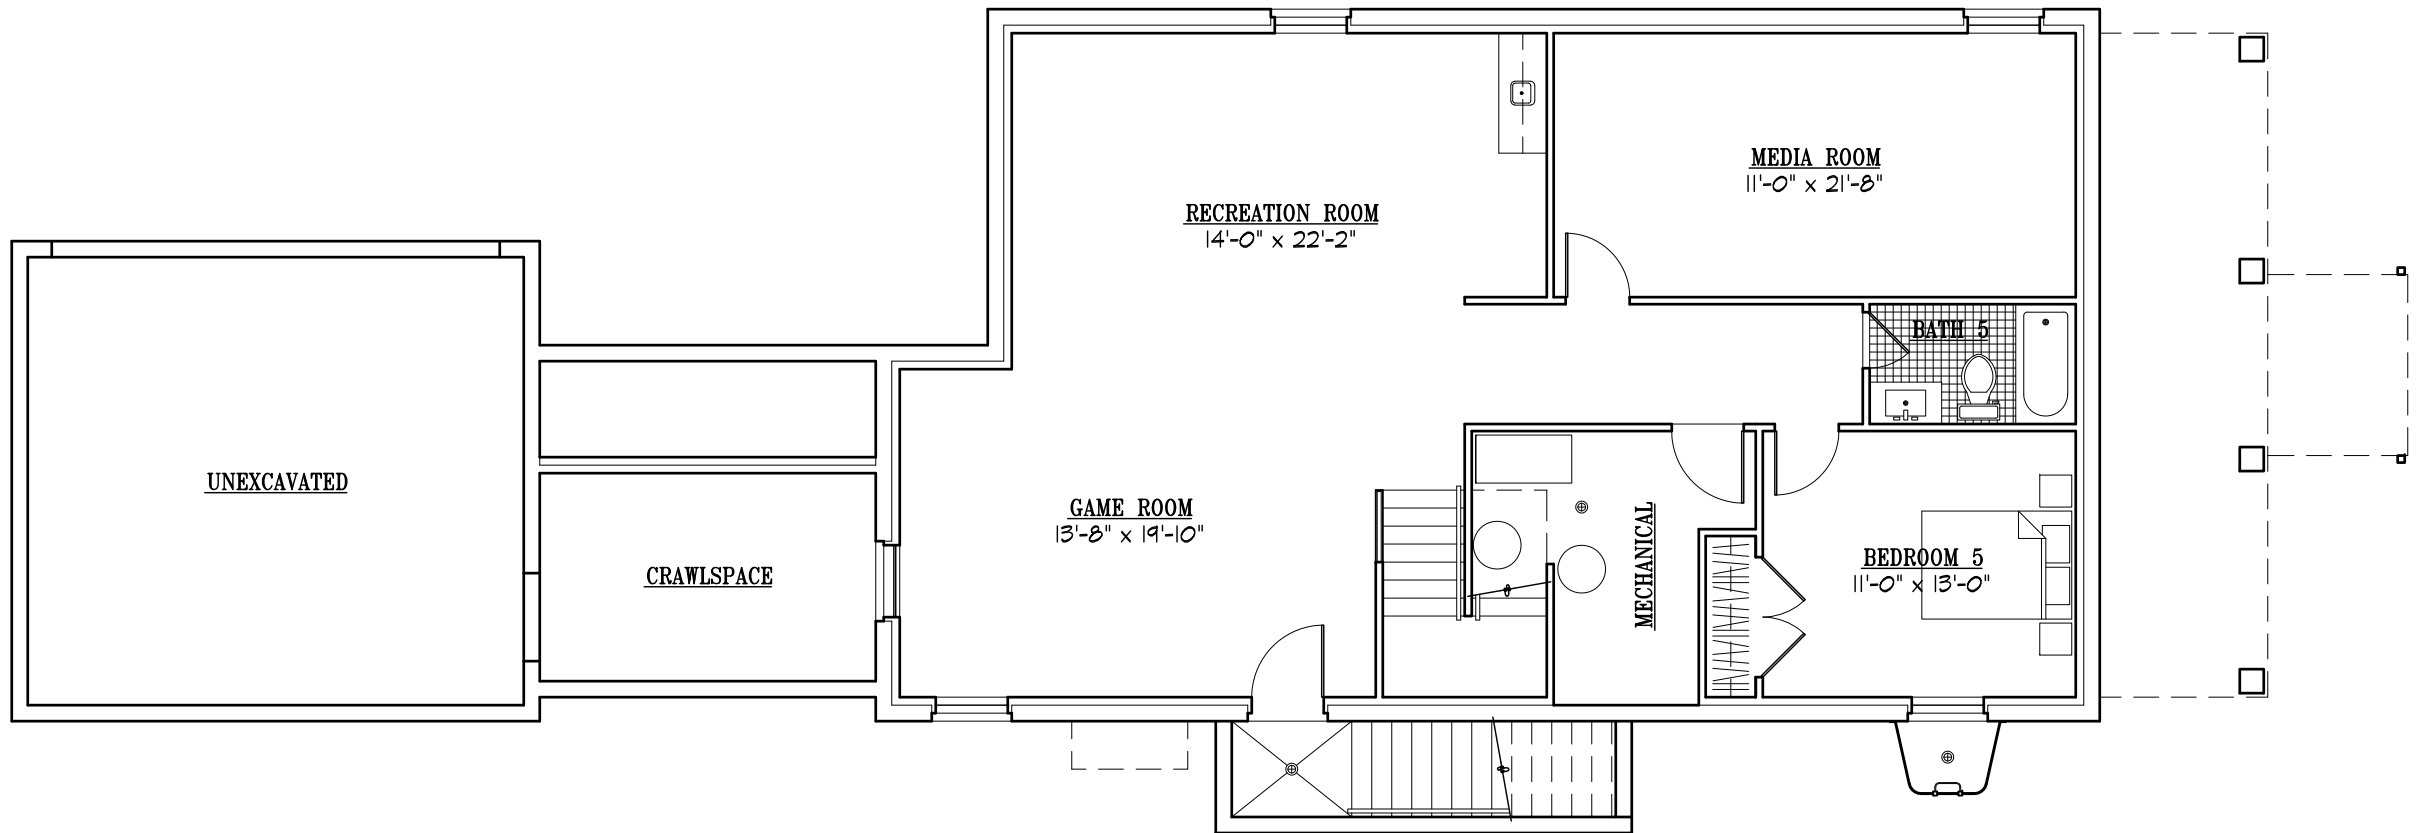 MEDIA ROOM
11'-0" x 21'-8"
RECREATION ROOM
14'-0" x 22'-2"
BATH 5
UNEXCAVATED
GAME ROOM
13'-8" x 19'-10"
CRAWLSPACE
MECHANICAL
BEDROOM 5
11'-0" x 13'-0"